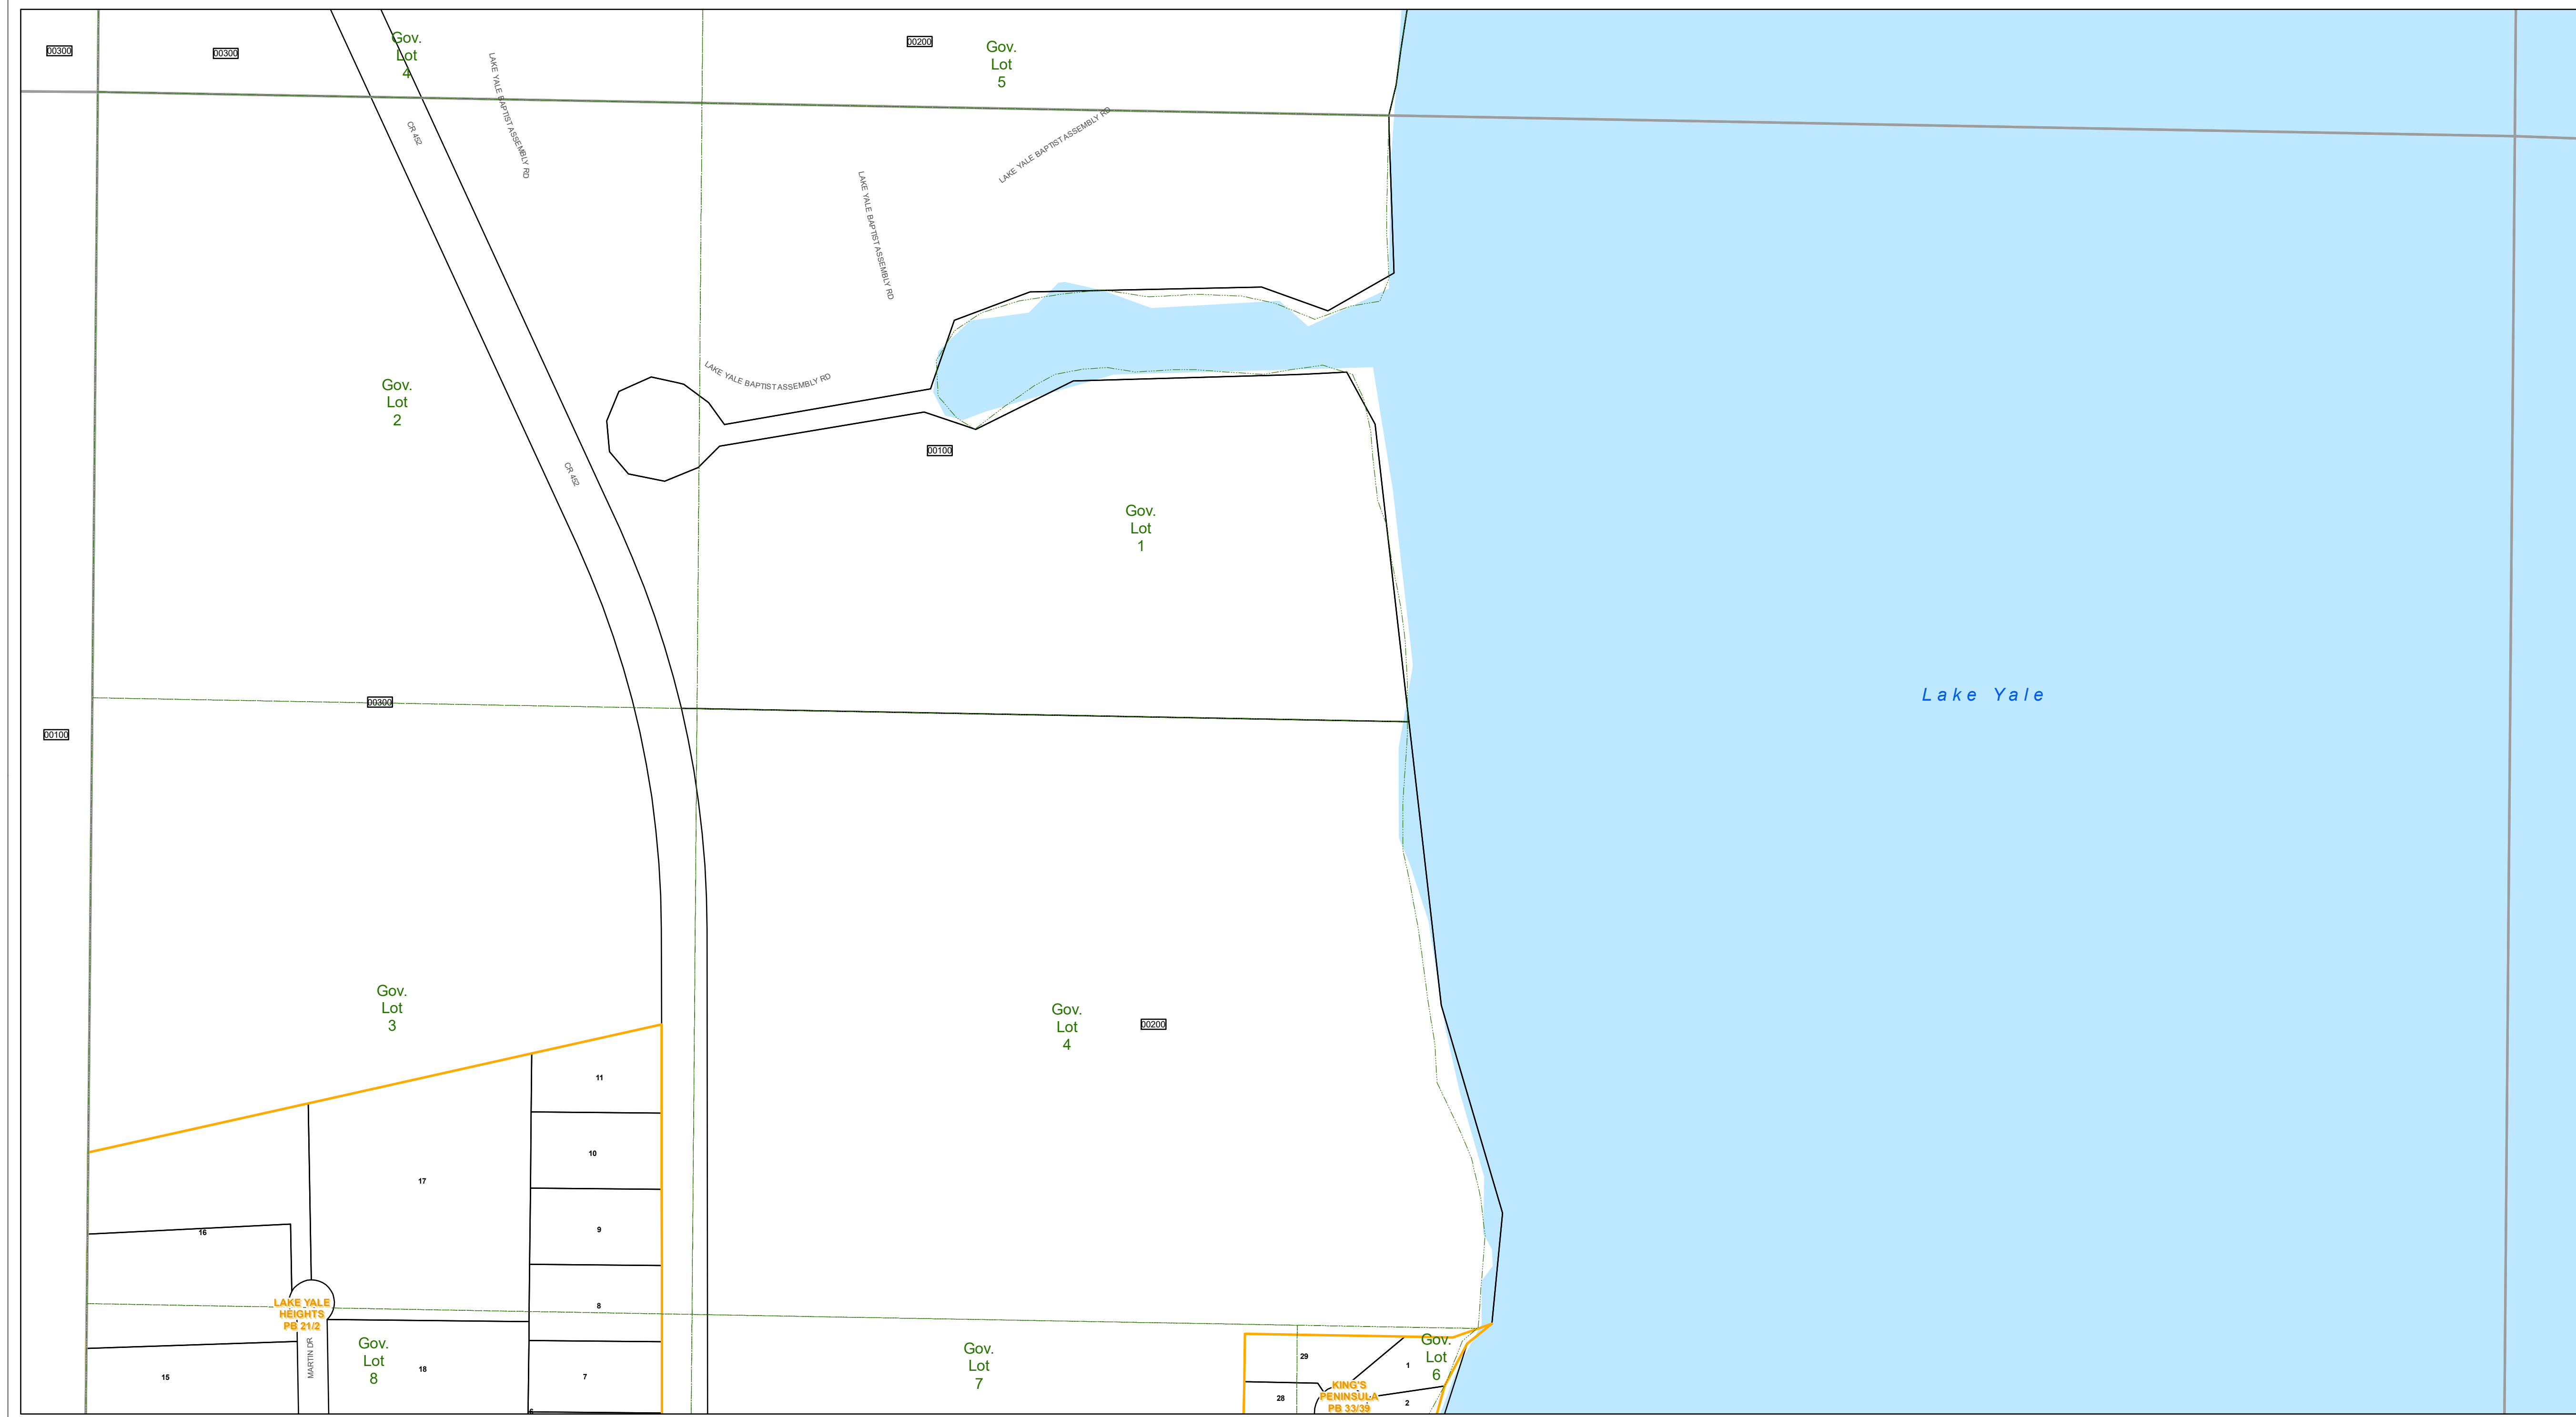 00300
00300
Gov.
Lot
4
00200
Gov.
Lot
5
CR 452
LAKE YALE BAPTIST ASSEMBLY RD
LAKE YALE BAPTIST ASSEMBLY RD
LAKE YALE BAPTIST ASSEMBLY RD
LAKE YALE BAPTIST ASSEMBLY RD
Gov.
Lot
2
CR 452
00100
Gov.
Lot
1
00300
00100
Lake Yale
Gov.
Lot
3
Gov.
Lot
4
00200
11
10
17
9
16
8
LAKE YALE
HEIGHTS
PB 21/2
MARTIN DR
Gov.
Lot
8
15
18
7
6
Gov.
Lot
7
29
28
1
Gov.
Lot
6
KING'S
PENINSULA
PB 33/39
2